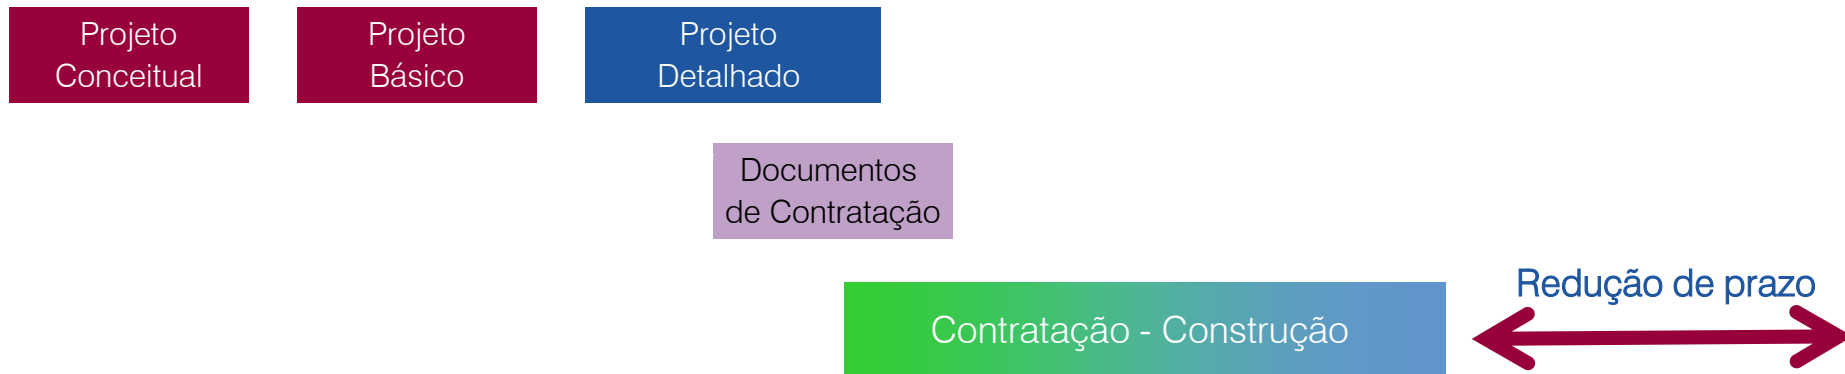 Projeto
Conceitual
Projeto
Básico
Projeto
Detalhado
Documentos
de Contratação
Redução de prazo
Contratação - Construção